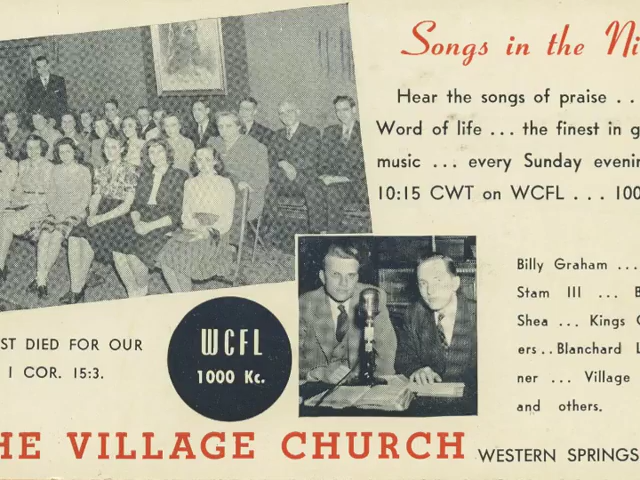 Songs in the Ni
Hear the songs of praise . .
Word of life ... the finest in g
music ... every Sunday evenin
10:15 CWT on WCFL ... 100
Billy Graham ...
Stam III ... B
Shea ... Kings C
ers..Blanchard L
ner ... Village
and others.
ST DIED FOR OUR
I COR. 15:3.
WCFL
1000 Kc.
HE VILLAGE CHURCH WESTERN SPRINGS